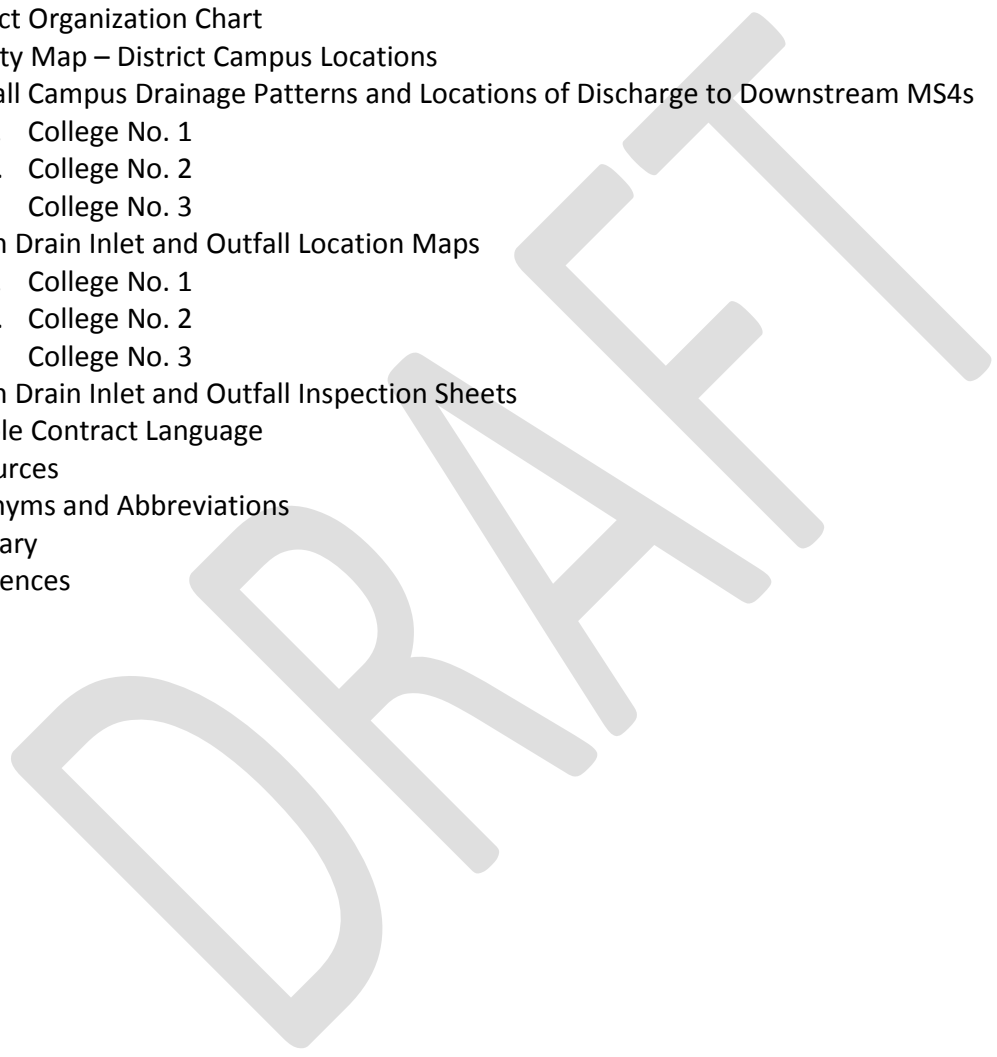 ct Organization Chart
ty Map – District Campus Locations
all Campus Drainage Patterns and Locations of Discharge to Downstream MS4s
College No. 1
. College No. 2
College No. 3
n Drain Inlet and Outfall Location Maps
College No. 1
. College No. 2
College No. 3
n Drain Inlet and Outfall Inspection Sheets
le Contract Language
urces
nyms and Abbreviations
ary
ences
DRAFT